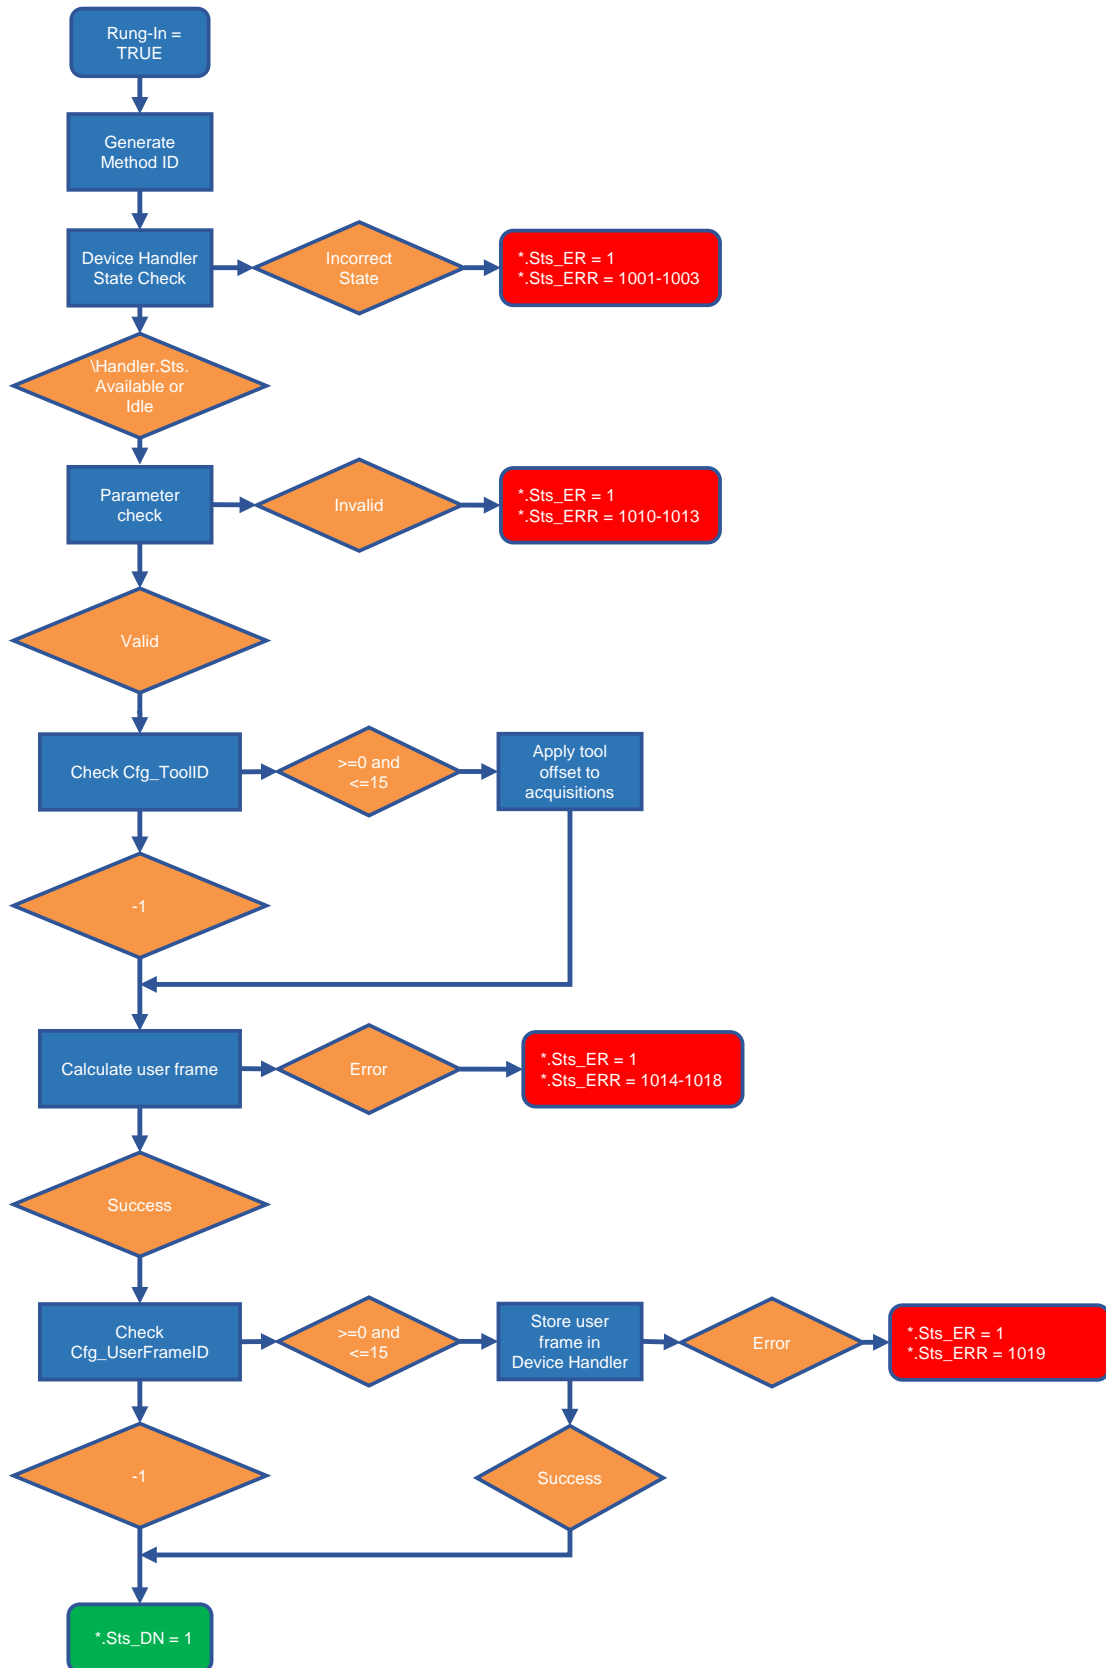 Rung-In =
TRUE
Generate
Method ID
Device Handler
State Check
Incorrect
State
*.Sts_ER = 1
*.Sts_ERR = 1001-1003
\Handler.Sts.
Available or
Idle
Parameter
check
Invalid
*.Sts_ER = 1
*.Sts_ERR = 1010-1013
Valid
Check Cfg_ToolID
>=0 and
<=15
Apply tool
offset to
acquisitions
-1
Calculate user frame
Error
*.Sts_ER = 1
*.Sts_ERR = 1014-1018
Success
Check
Cfg_UserFrameID
>=0 and
<=15
Store user
frame in
Device Handler
Error
*.Sts_ER = 1
*.Sts_ERR = 1019
-1
Success
*.Sts_DN = 1